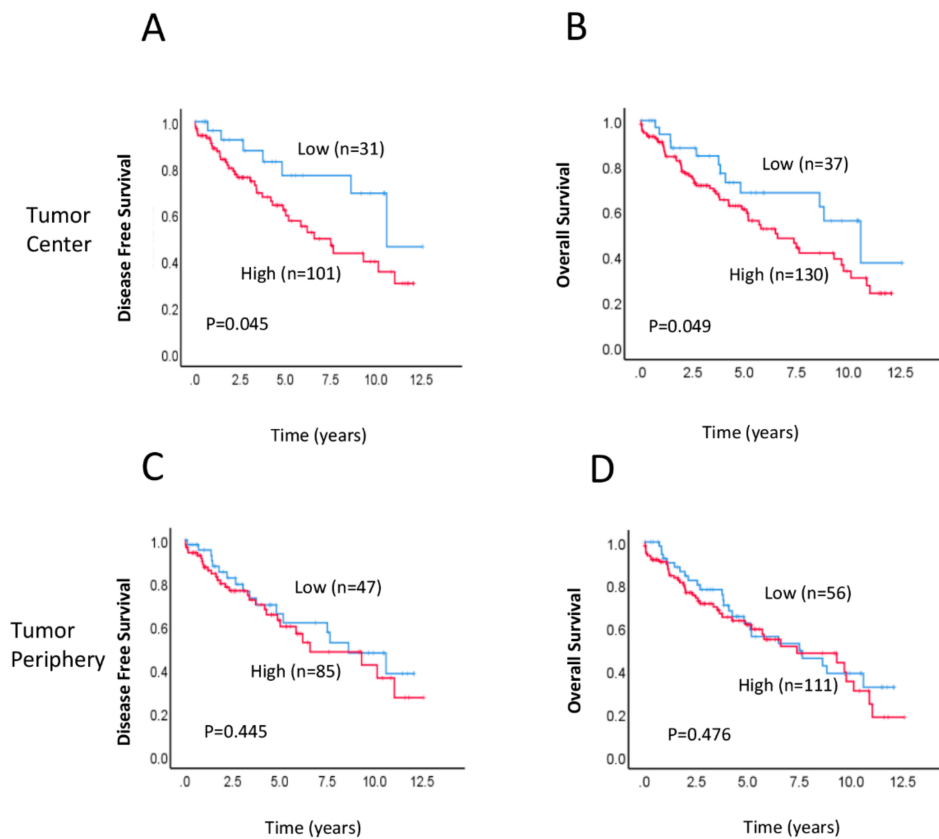 A
B
Tumor
Center
Disease Free Survival
1.0
0.8
0.6
0.4
0.2
0.0
Low (n=31)
High (n=101)
P=0.045
.0 2.5 5.0 7.5 10.0 12.5
Time (years)
Overall Survival
1.0
0.8
0.6
0.4
0.2
0.0
Low (n=37)
High (n=130)
P=0.049
.0 2.5 5.0 7.5 10.0 12.5
Time (years)
C
D
Tumor
Periphery
Disease Free Survival
1.0
0.8
0.6
0.4
0.2
0.0
Low (n=47)
High (n=85)
P=0.445
.0 2.5 5.0 7.5 10.0 12.5
Time (years)
Overall Survival
1.0
0.8
0.6
0.4
0.2
0.0
Low (n=56)
High (n=111)
P=0.476
.0 2.5 5.0 7.5 10.0 12.5
Time (years)